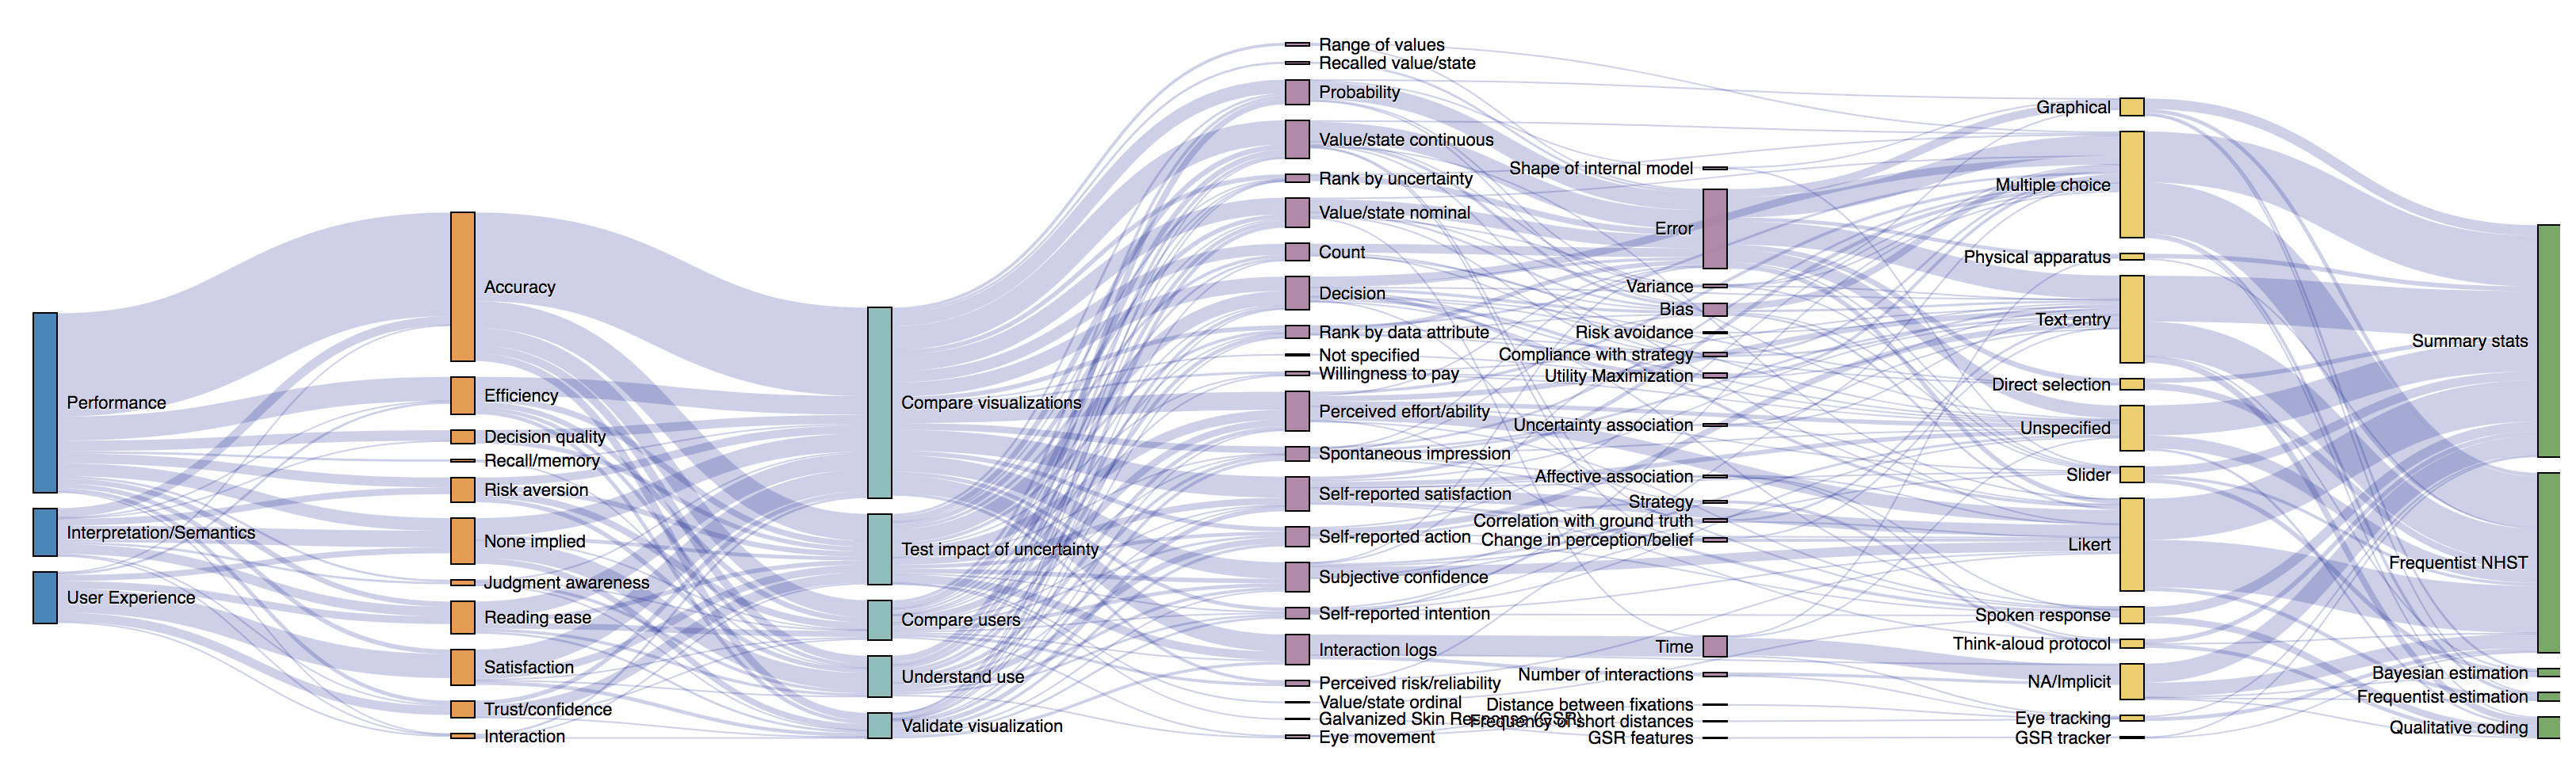 Performance
Interpretation/Semantics
User Experience
Accuracy
Efficiency
Decision quality
Recall/memory
Risk aversion
None implied
Judgment awareness
Reading ease
Satisfaction
Trust/confidence
Interaction
Compare visualizations
Test impact of uncertainty
Compare users
Understand use
Validate visualization
Range of values
Recalled value/state
Probability
Value/state continuous
Rank by uncertainty
Value/state nominal
Count
Decision
Rank by data attribute
Not specified
Willingness to pay
Perceived effort/ability
Spontaneous impression
Self-reported satisfaction
Self-reported action
Subjective confidence
Self-reported intention
Interaction logs
Perceived risk/reliability
Value/state ordinal
Galvanized Skin Response (GSR)
Eye movement
Shape of internal model
Error
Variance
Bias
Risk avoidance
Compliance with strategy
Utility Maximization
Uncertainty association
Affective association
Strategy
Correlation with ground truth
Change in perception/belief
Time
Number of interactions
Distance between fixations
Frequency of short distances
GSR features
Graphical
Multiple choice
Physical apparatus
Text entry
Direct selection
Unspecified
Slider
Likert
Spoken response
Think-aloud protocol
NA/Implicit
Eye tracking
GSR tracker
Summary stats
Frequentist NHST
Bayesian estimation
Frequentist estimation
Qualitative coding